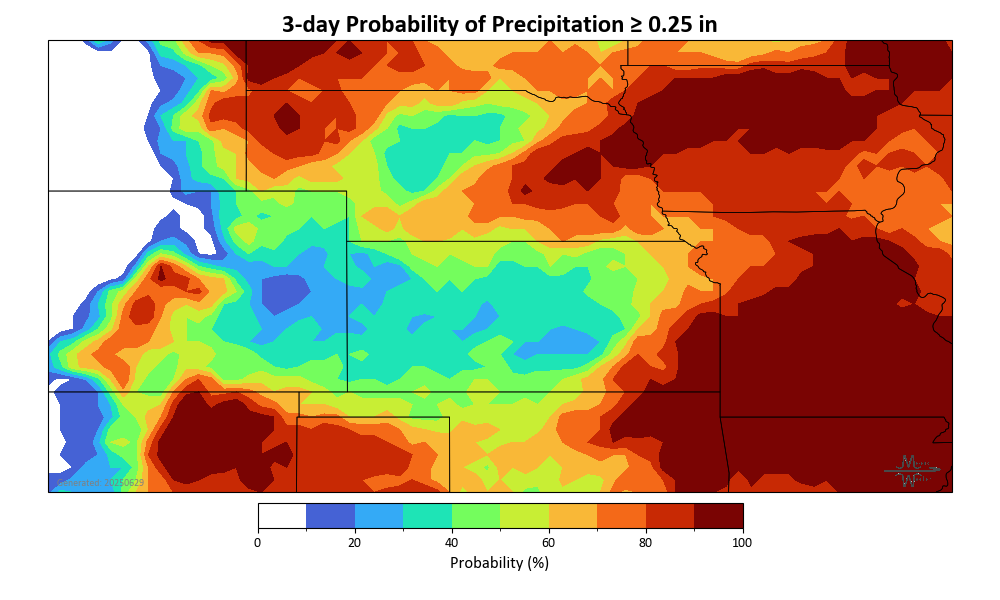 3-day Probability of Precipitation ≥ 0.25 in
Generated: 20250629
0 20 40 60 80 100
Probability (%)